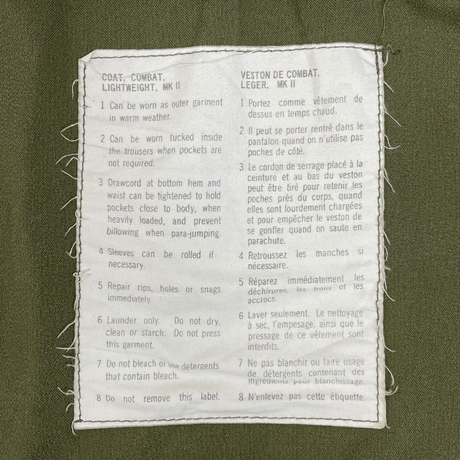 COAT, COMBAT,
LIGHTWEIGHT, MK II
1 Can be worn as outer garment
in warm weather.
2 Can be worn tucked inside
the trousers when pockets are
not required.
3 Drawcord at bottom hem and
waist can be tightened to hold
pockets close to body, when
heavily loaded, and prevent
billowing when para-jumping.
4 Sleeves can be rolled if
necessary.
5 Repair rips, holes or snags
immediately.
6 Launder only. Do not dry,
clean or starch. Do not press
this garment.
7 Do not bleach or use detergents
that contain bleach.
8 Do not remove this label.
VESTON DE COMBAT,
LEGER, MK II
1 Portez comme vêtement de
dessus en temps chaud.
2 Il peut se porter rentré dans le
pantalon quand on n'utilise pas
poches de côté.
3 Le cordon de serrage placé à la
ceinture et au bas du veston
peut être tiré pour retenir les
poches près du corps, quand
elles sont lourdement chargées
et pour empêcher le veston de
se gonfler quand on saute en
parachute.
4 Retroussez les manches si
nécessaire.
5 Réparez immédiatement les
déchirures, les trous et les
accrocs.
6 Laver seulement. Le nettoyage
à sec, l'empesage, ainsi que le
pressage de ce vêtement sont
interdits.
7 Ne pas blanchir ou faire usage
de détergents contenant des
ingrédients pour blanchissage.
8 N'enlevez pas cette étiquette.